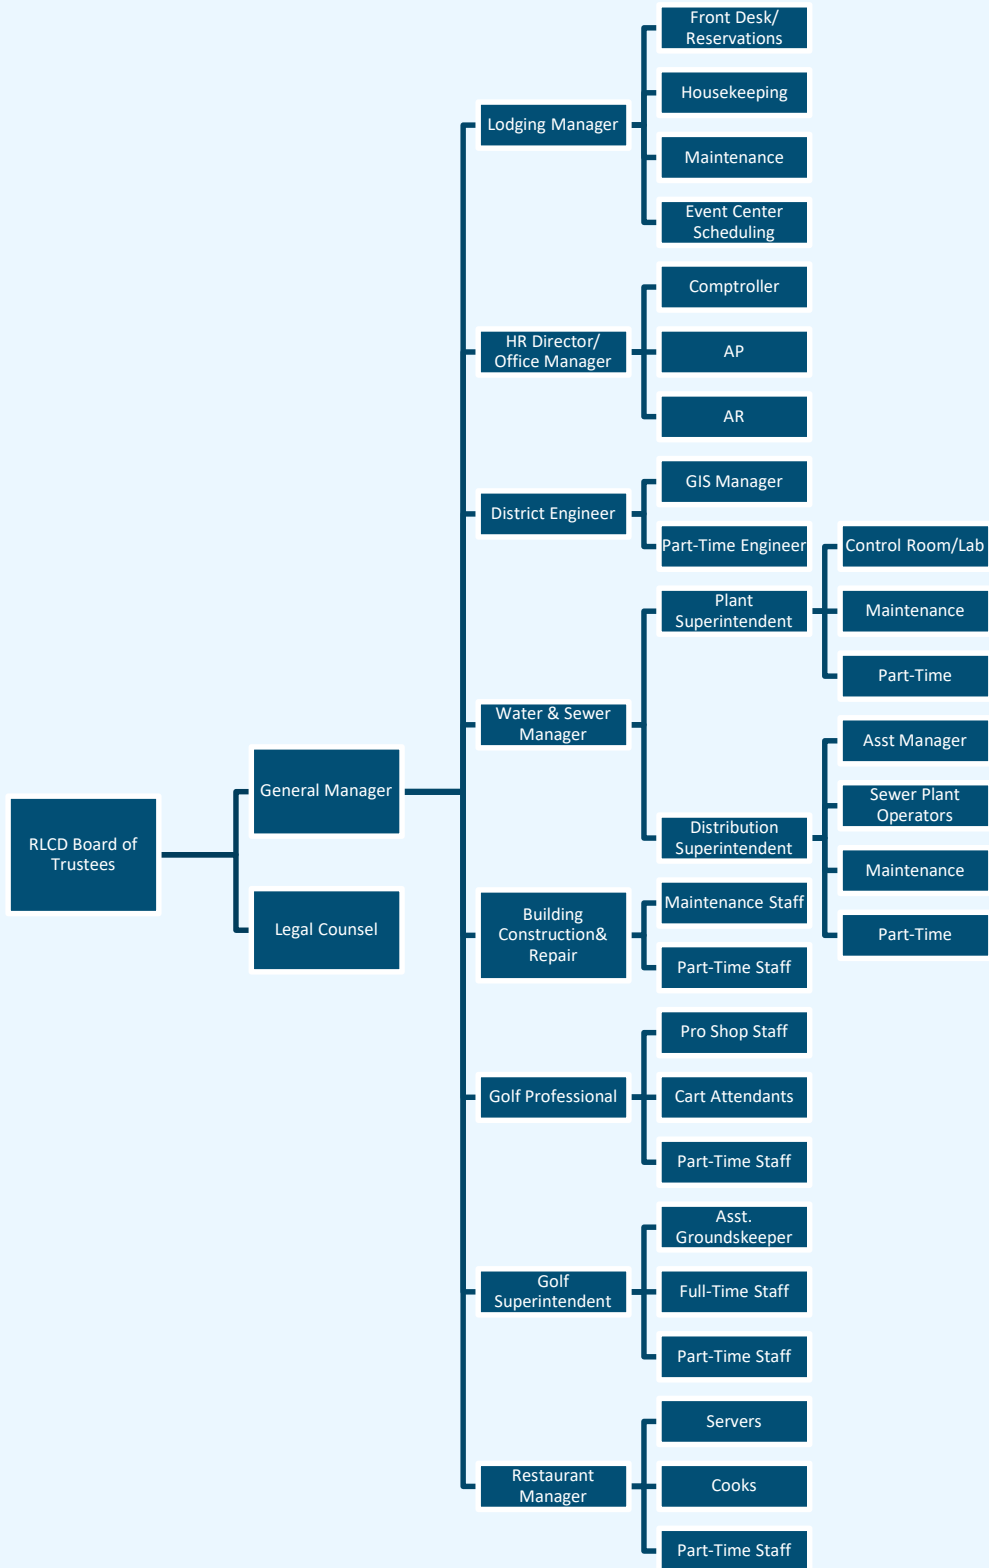 RLCD Board of
Trustees
General Manager
Legal Counsel
Lodging Manager
Front Desk/
Reservations
Housekeeping
Maintenance
Event Center
Scheduling
HR Director/
Office Manager
Comptroller
AP
AR
District Engineer
GIS Manager
Part-Time Engineer
Water & Sewer
Manager
Plant
Superintendent
Control Room/Lab
Maintenance
Part-Time
Distribution
Superintendent
Asst Manager
Sewer Plant
Operators
Maintenance
Part-Time
Building
Construction&
Repair
Maintenance Staff
Part-Time Staff
Golf Professional
Pro Shop Staff
Cart Attendants
Part-Time Staff
Golf
Superintendent
Asst.
Groundskeeper
Full-Time Staff
Part-Time Staff
Restaurant
Manager
Servers
Cooks
Part-Time Staff